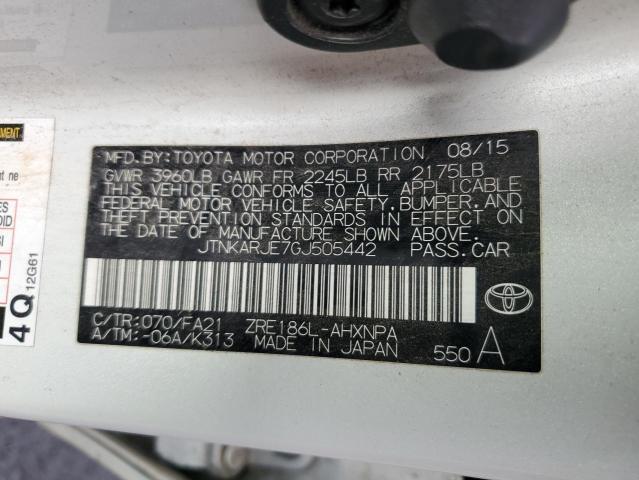 MFD. BY: TOYOTA MOTOR CORPORATION 08/15
GVWR 3960LB GAWR FR 2245LB RR 2175LB
THIS VEHICLE CONFORMS TO ALL APPLICABLE
FEDERAL MOTOR VEHICLE SAFETY, BUMPER, AND
THEFT PREVENTION STANDARDS IN EFFECT ON
THE DATE OF MANUFACTURE SHOWN ABOVE.
JTNKARJE7GJ505442 PASS. CAR
C/TR: 070/FA21 ZRE186L-AHXNPA
A/TM: -06A/K313 MADE IN JAPAN 550 A
4Q
12G61